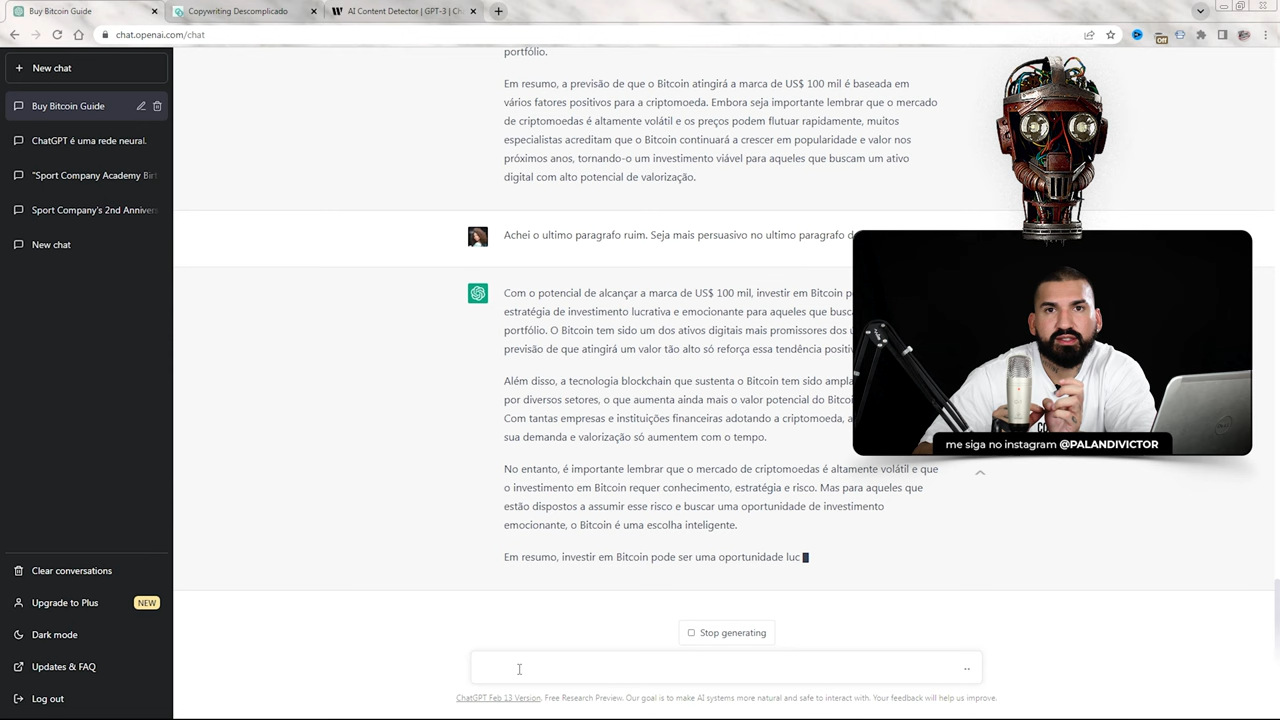 Buy Bitcoin Guide
Copywriting Descomplicado
AI Content Detector | GPT-3 | Ch
chat.openai.com/chat
Off
New chat
Buy Bitcoin Guide
ChatGPT é uma rede neural.
"Sport Company Academy Birt
Sport Company's 2nd Annivers
New chat
Clear conversations
Upgrade to Plus NEW
Dark mode
Updates & FAQ
Log out
portfólio.
Em resumo, a previsão de que o Bitcoin atingirá a marca de US$ 100 mil é baseada em
vários fatores positivos para a criptomoeda. Embora seja importante lembrar que o mercado
de criptomoedas é altamente volátil e os preços podem flutuar rapidamente, muitos
especialistas acreditam que o Bitcoin continuará a crescer em popularidade e valor nos
próximos anos, tornando-o um investimento viável para aqueles que buscam um ativo
digital com alto potencial de valorização.
Achei o ultimo paragrafo ruim. Seja mais persuasivo no ultimo paragrafo d
Com o potencial de alcançar a marca de US$ 100 mil, investir em Bitcoin p
estratégia de investimento lucrativa e emocionante para aqueles que busca
portfólio. O Bitcoin tem sido um dos ativos digitais mais promissores dos
previsão de que atingirá um valor tão alto só reforça essa tendência positiv
Além disso, a tecnologia blockchain que sustenta o Bitcoin tem sido ampla
por diversos setores, o que aumenta ainda mais o valor potencial do Bitcoi
Com tantas empresas e instituições financeiras adotando a criptomoeda, a
sua demanda e valorização só aumentem com o tempo.
No entanto, é importante lembrar que o mercado de criptomoedas é altamente volátil e que
o investimento em Bitcoin requer conhecimento, estratégia e risco. Mas para aqueles que
estão dispostos a assumir esse risco e buscar uma oportunidade de investimento
emocionante, o Bitcoin é uma escolha inteligente.
Em resumo, investir em Bitcoin pode ser uma oportunidade luc
me siga no instagram @PALANDIVICTOR
Stop generating
ChatGPT Feb 13 Version. Free Research Preview. Our goal is to make AI systems more natural and safe to interact with. Your feedback will help us improve.